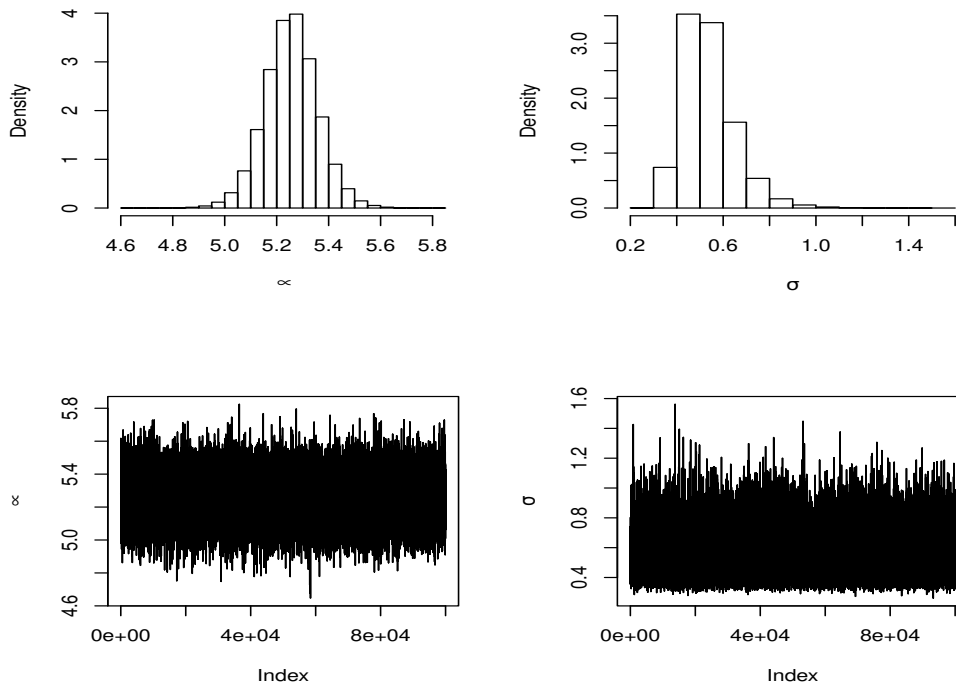 Density
0 1 2 3 4
4.6 5.0 5.2 5.4 5.6 5.8
∝
Density
0.0 1.0 2.0 3.0
0.2 0.6 1.0 1.4
σ
∝
4.6 5.0 5.4 5.8
0e+00 4e+04 8e+04
Index
σ
0.4 0.8 1.2 1.6
0e+00 4e+04 8e+04
Index